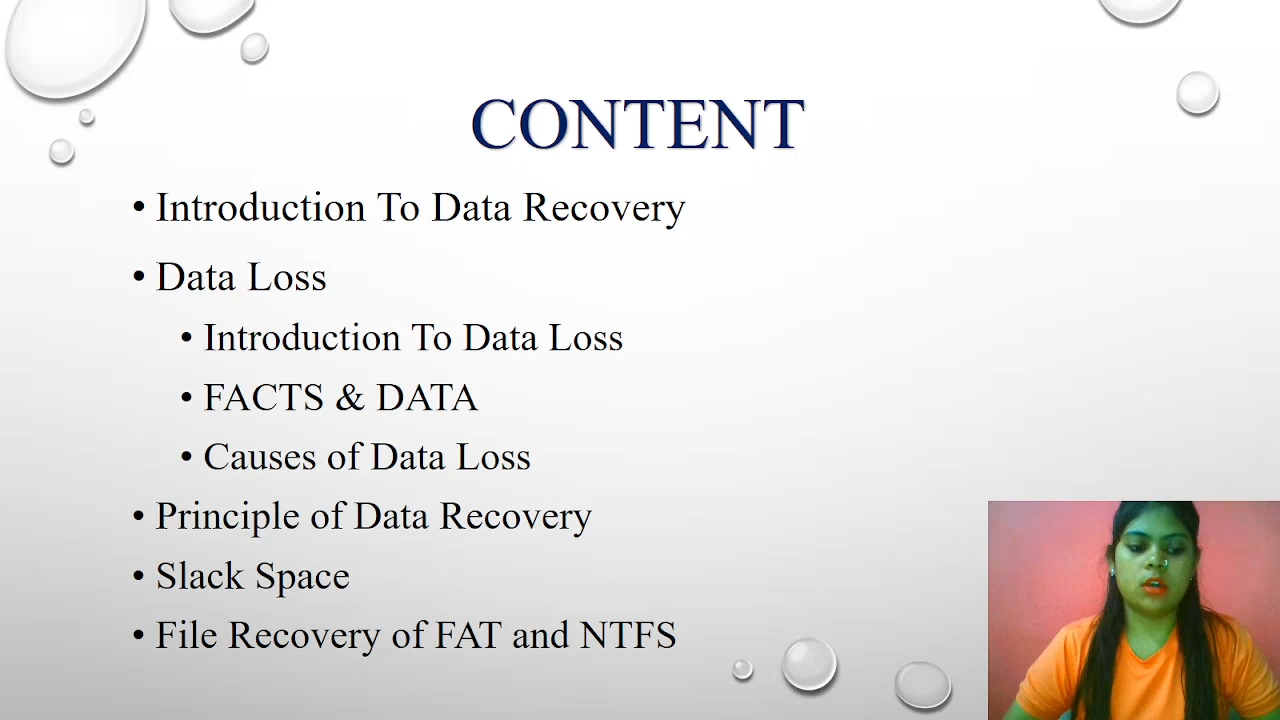 CONTENT
• Introduction To Data Recovery
• Data Loss
• Introduction To Data Loss
• FACTS & DATA
• Causes of Data Loss
• Principle of Data Recovery
• Slack Space
• File Recovery of FAT and NTFS